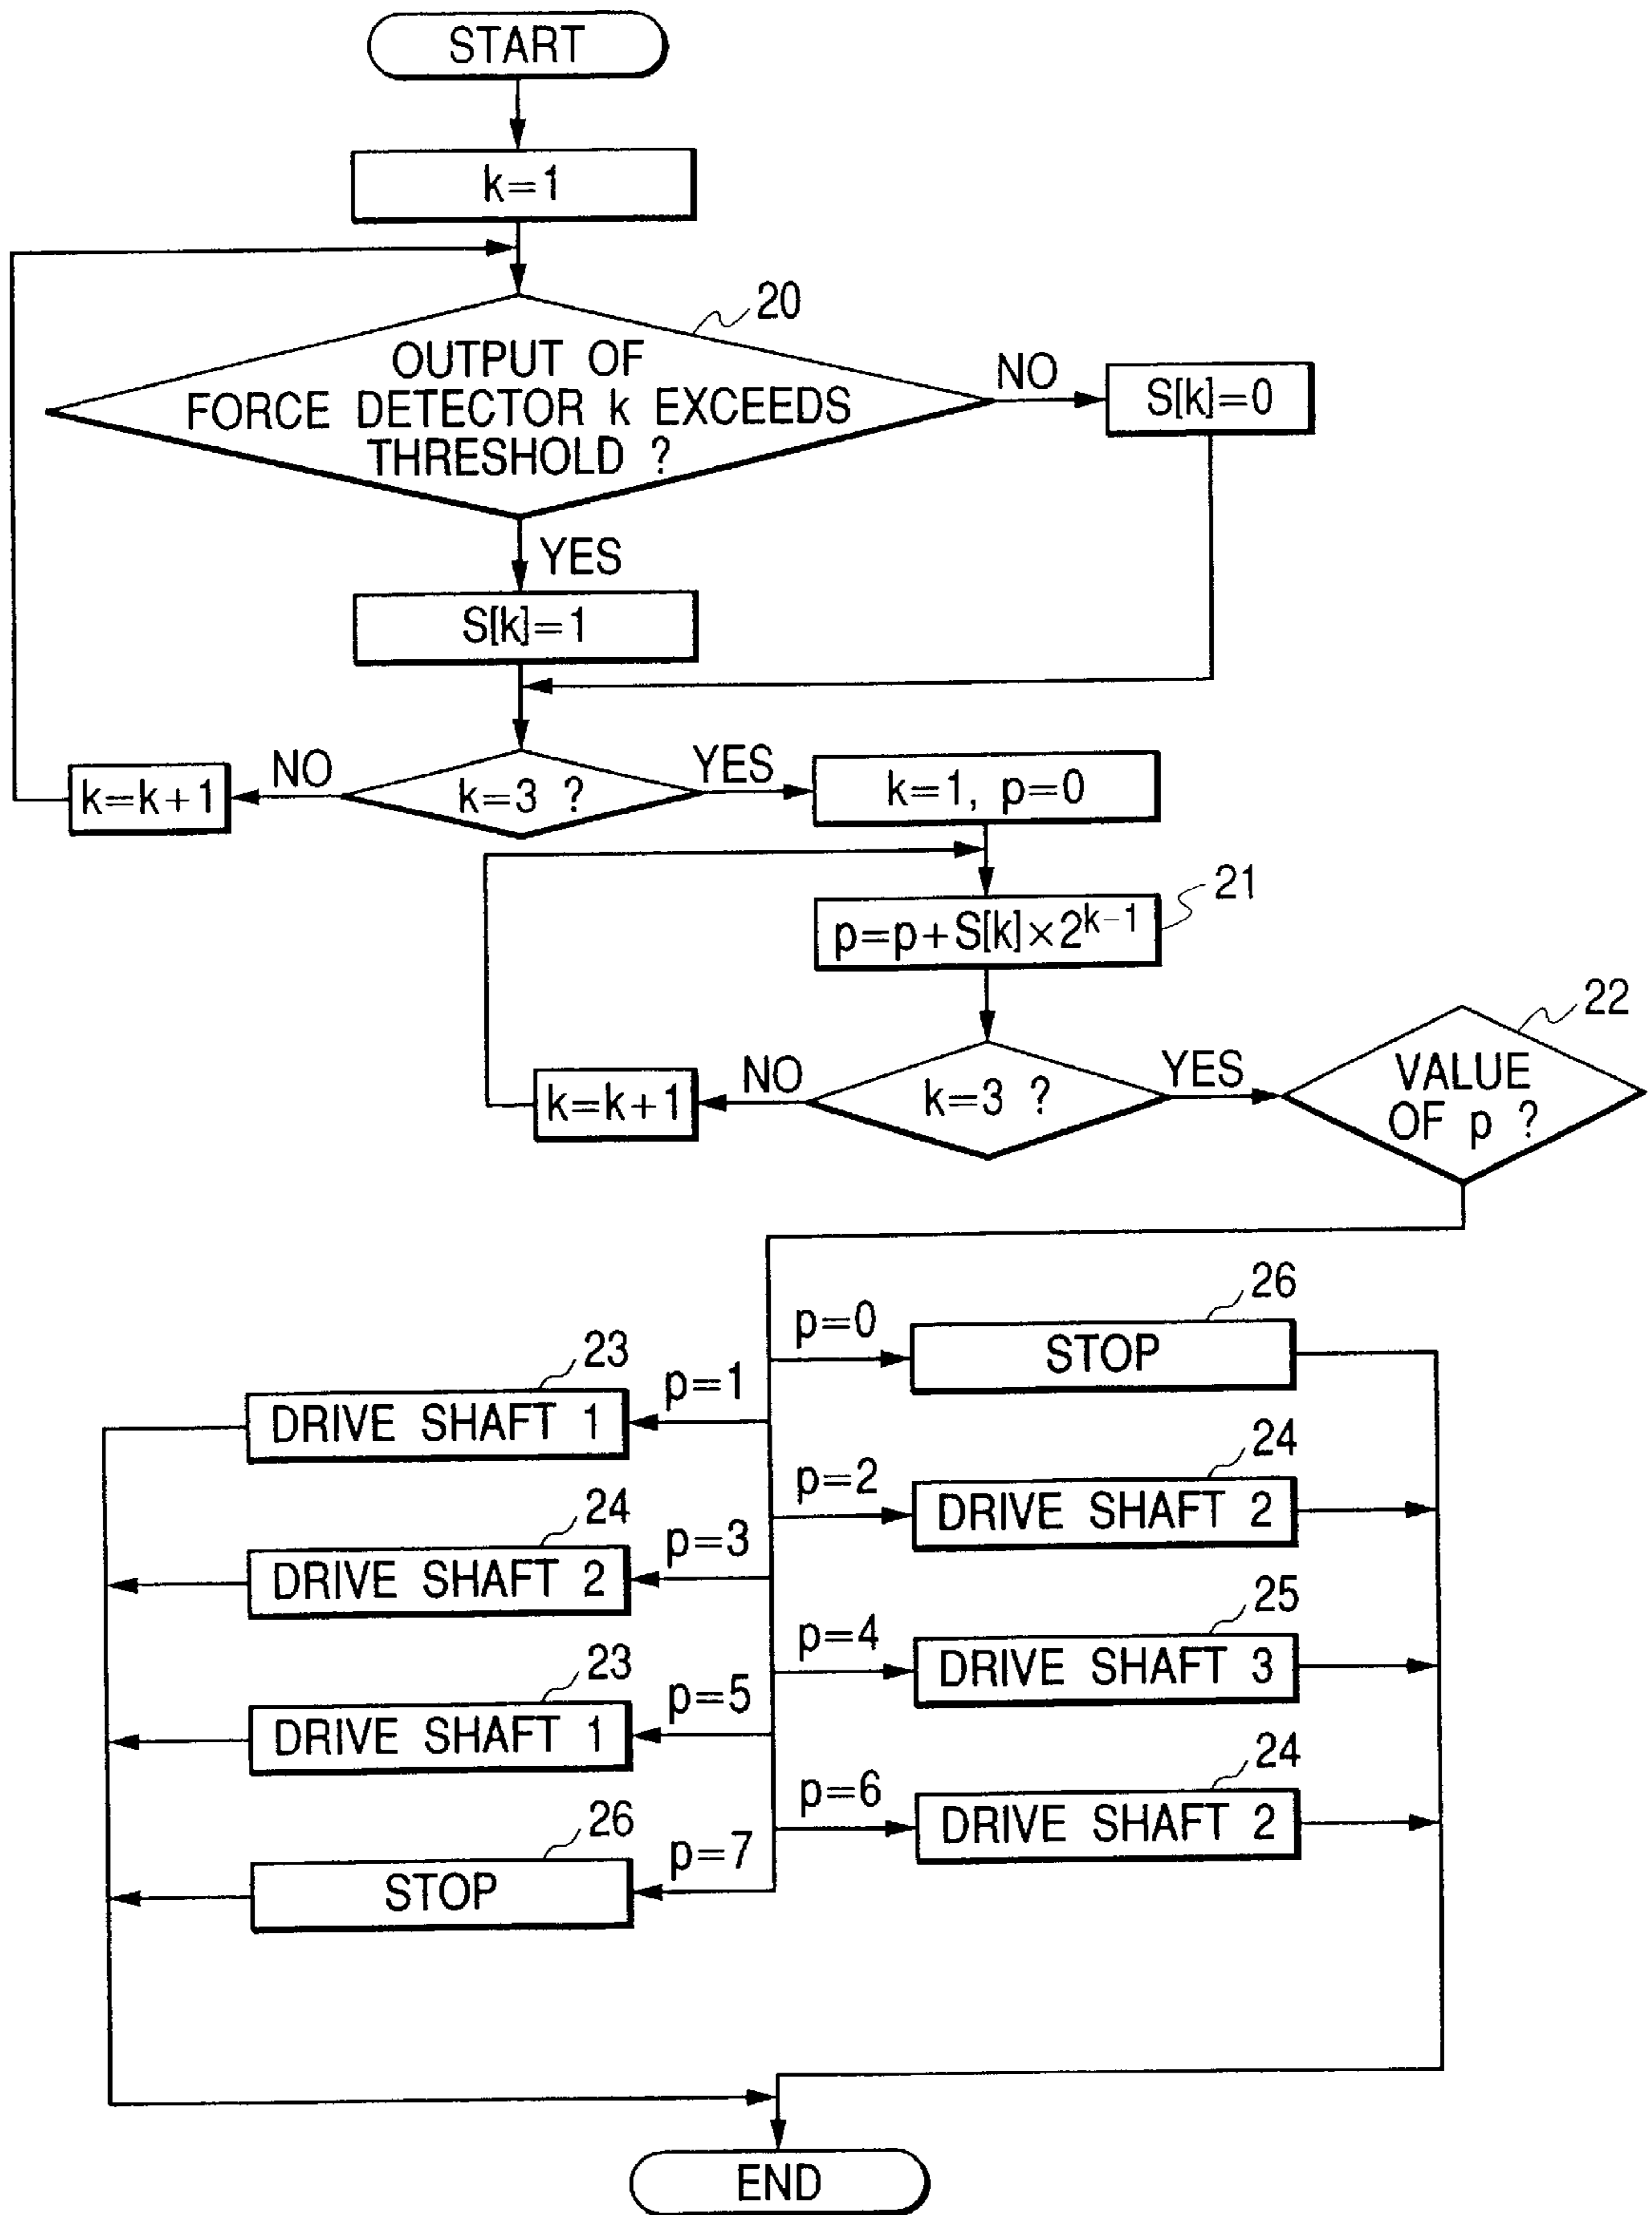 START
k=1
20
OUTPUT OF
FORCE DETECTOR k EXCEEDS
THRESHOLD ?
NO
S[k]=0
YES
S[k]=1
k=3 ?
NO
k=k+1
YES
k=1, p=0
21
p=p+S[k]×2^{k-1}
k=3 ?
NO
k=k+1
YES
22
VALUE
OF p ?
p=0
26
STOP
p=1
23
DRIVE SHAFT 1
p=2
24
DRIVE SHAFT 2
p=3
24
DRIVE SHAFT 2
p=4
25
DRIVE SHAFT 3
p=5
23
DRIVE SHAFT 1
p=6
24
DRIVE SHAFT 2
p=7
26
STOP
END